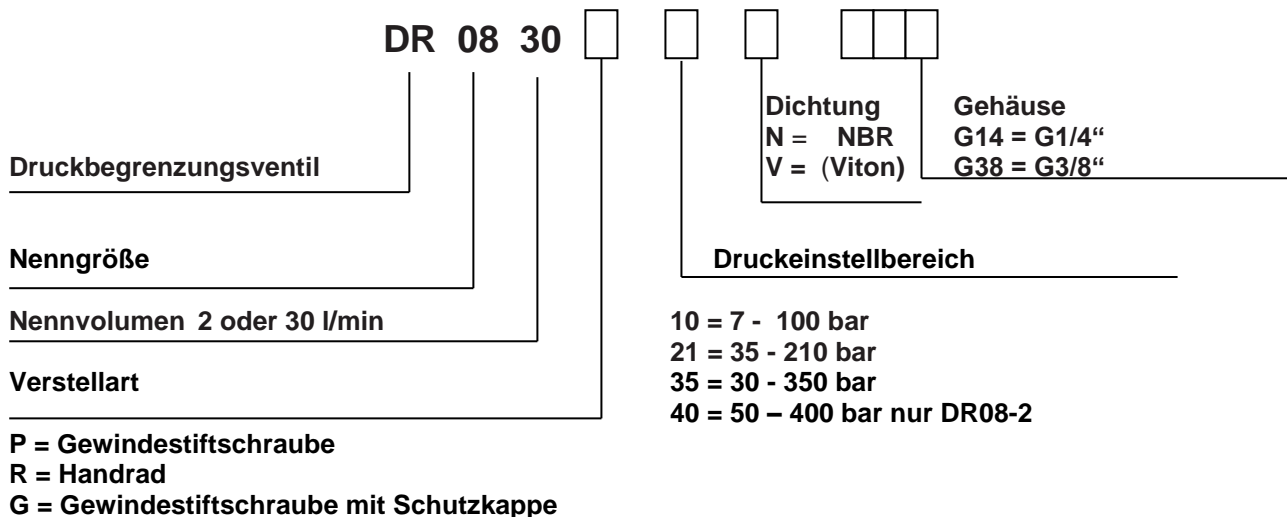 DR 08 30
Dichtung
N = NBR
V = (Viton)
Gehäuse
G14 = G1/4“
G38 = G3/8“
Druckbegrenzungsventil
Nenngröße
Druckeinstellbereich
Nennvolumen 2 oder 30 l/min
10 = 7 - 100 bar
21 = 35 - 210 bar
35 = 30 - 350 bar
40 = 50 – 400 bar nur DR08-2
Verstellart
P = Gewindestiftschraube
R = Handrad
G = Gewindestiftschraube mit Schutzkappe